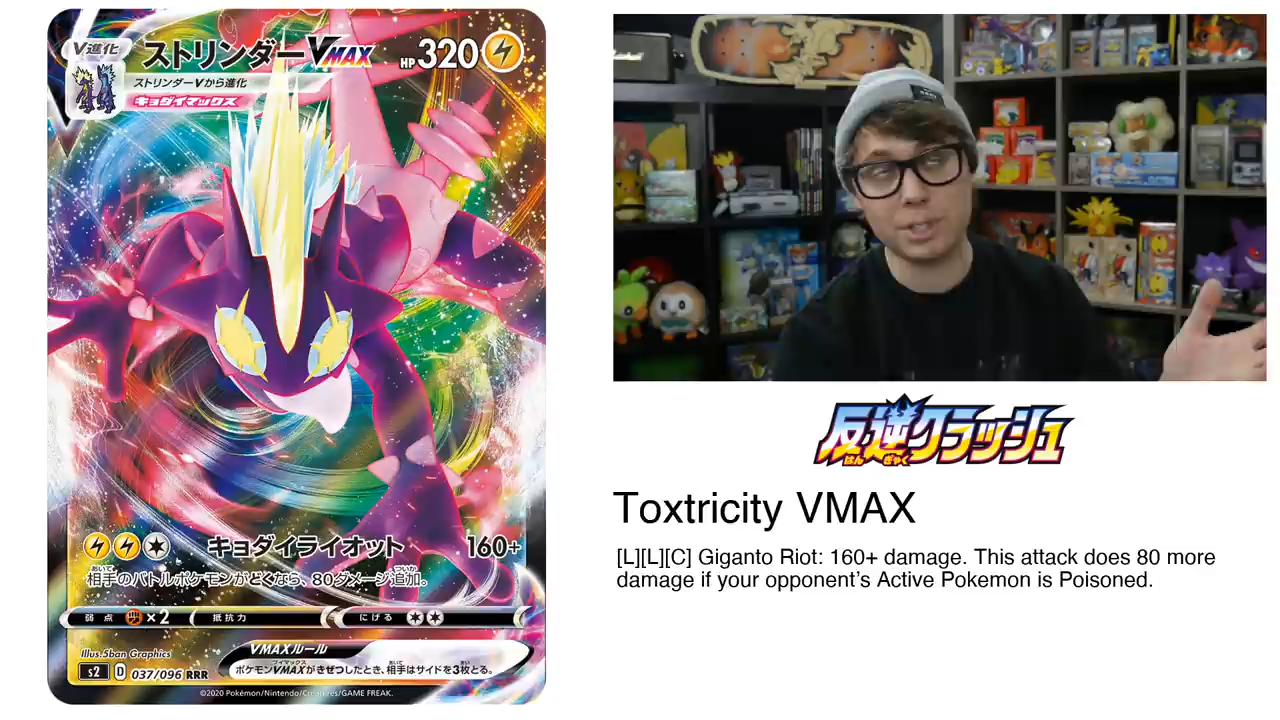 V進化
ストリンダーVMAX
HP320
ストリンダーVから進化
キョダイマックス
キョダイライオット 160+
相手のバトルポケモンがどくなら、80ダメージ追加。
弱点 ×2 抵抗力 にげる
Illus.5ban Graphics
VMAXルール
ポケモンVMAXがきぜつしたとき、相手はサイドを3枚とる。
s2 D 037/096 RRR
©2020 Pokémon/Nintendo/Creatures/GAME FREAK.
反逆クラッシュ
はん ぎゃく
Toxtricity VMAX
[L][L][C] Giganto Riot: 160+ damage. This attack does 80 more
damage if your opponent's Active Pokemon is Poisoned.